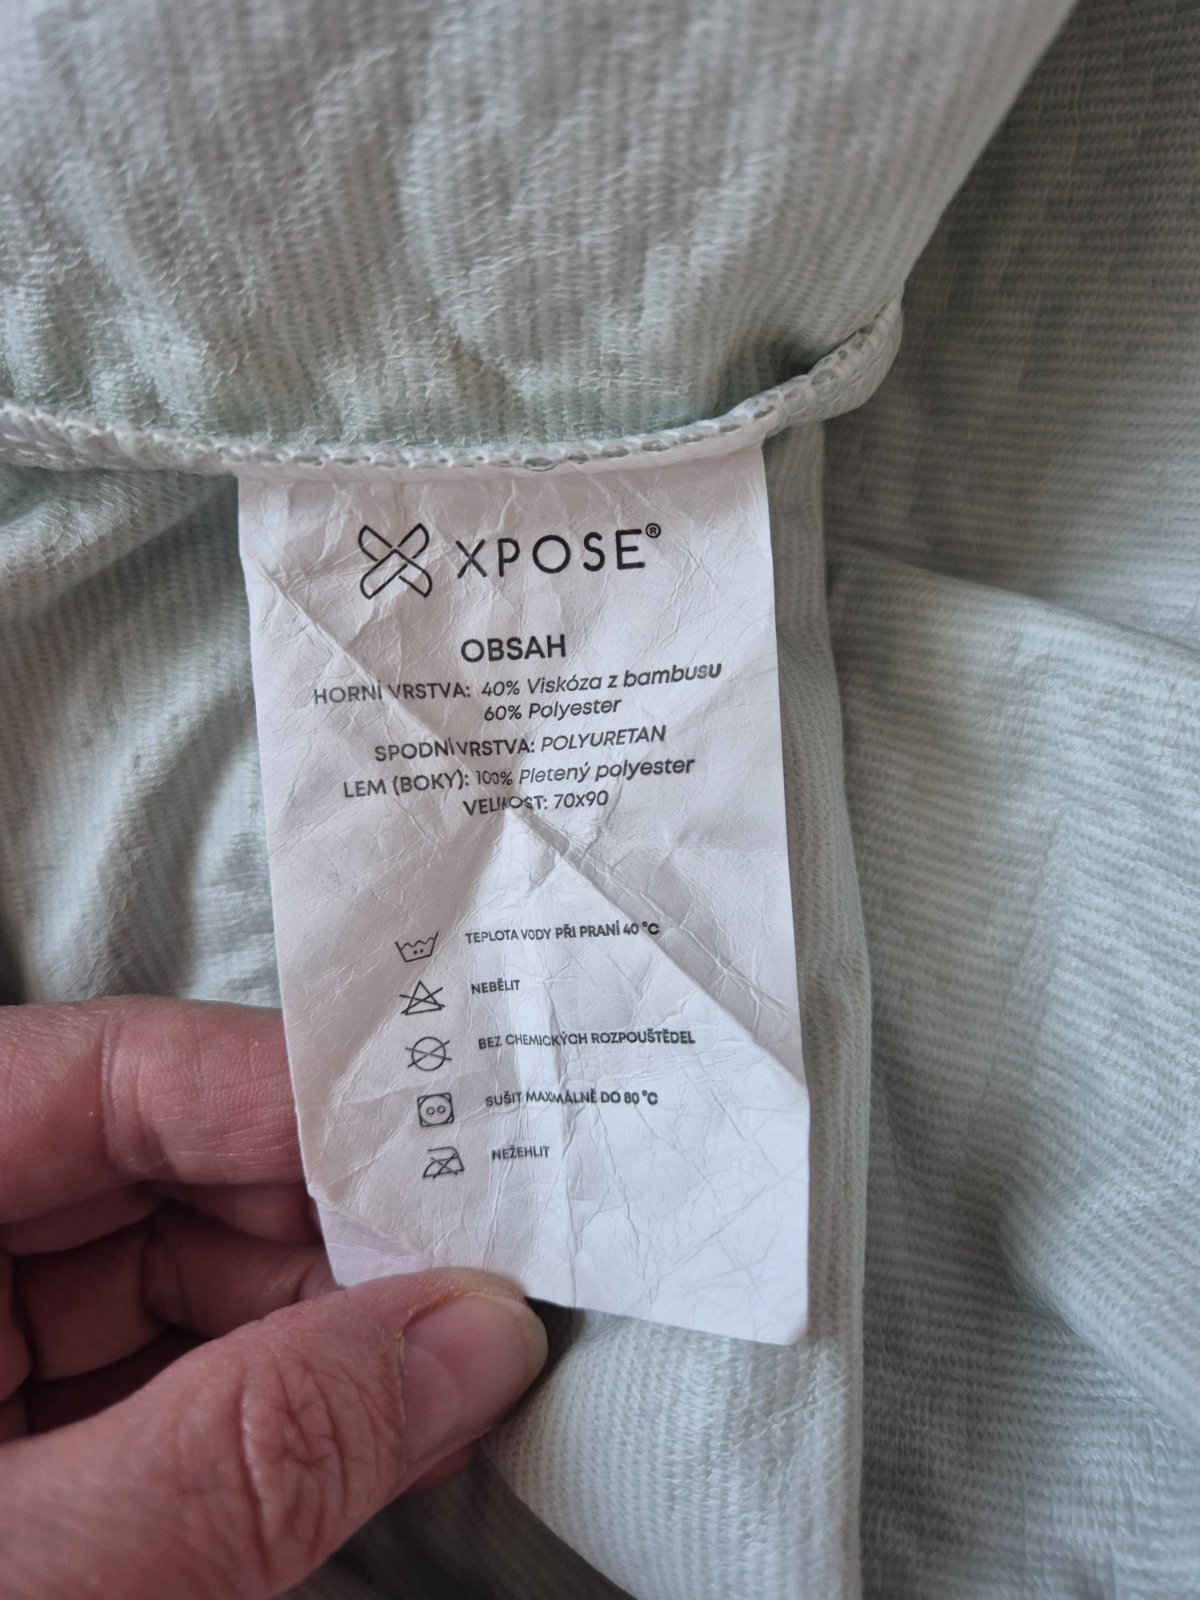 XPOSE®
OBSAH
HORNÍ VRSTVA: 40% Viskóza z bambusu
60% Polyester
SPODNÍ VRSTVA: POLYURETAN
LEM (BOKY): 100% Pletený polyester
VELIKOST: 70x90
TEPLOTA VODY PŘI PRANÍ 40 °C
NEBĚLIT
BEZ CHEMICKÝCH ROZPOUŠTĚDEL
SUŠIT MAXMÁLNĚ DO 80 °C
NEŽEHLIT